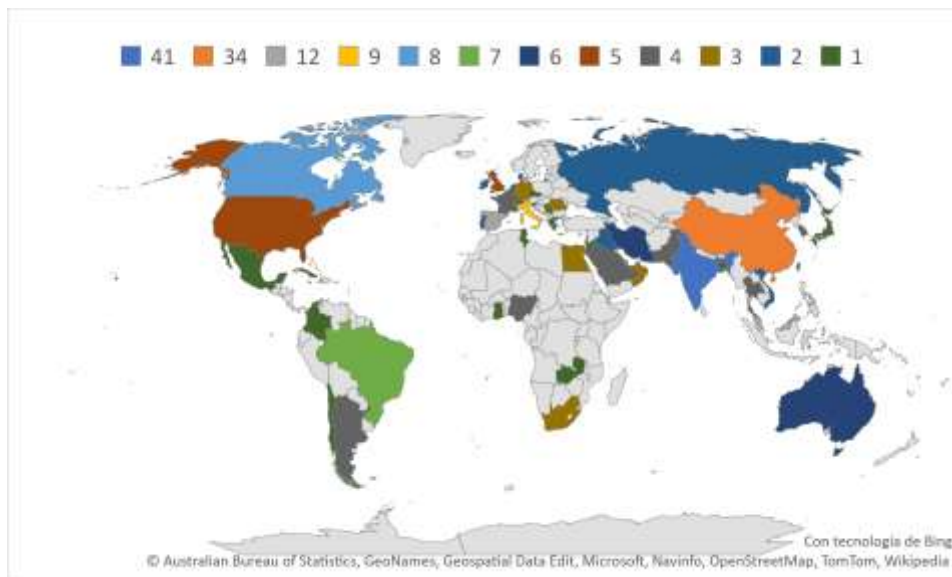 41 34 12 9 8 7 6 5 4 3 2 1
Con tecnología de Bing
© Australian Bureau of Statistics, GeoNames, Geospatial Data Edit, Microsoft, Navinfo, OpenStreetMap, TomTom, Wikipedia